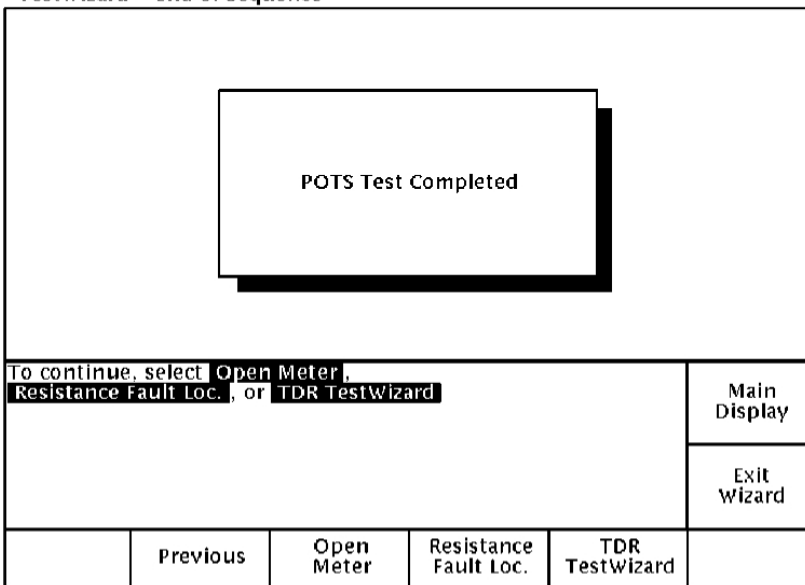 POTS Test Completed
To continue, select Open Meter,
Resistance Fault Loc., or TDR TestWizard
Main
Display
Exit
Wizard
Previous
Open
Meter
Resistance
Fault Loc.
TDR
TestWizard